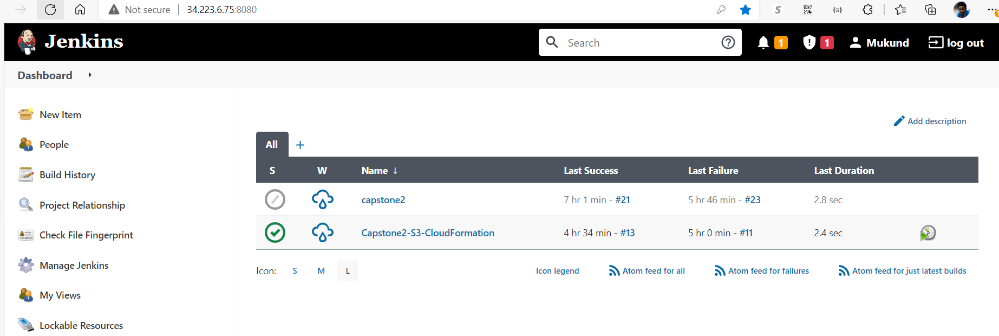 Not secure | 34.223.6.75:8080
S
Jenkins Search 1 1 Mukund log out
Dashboard
New Item
People
Build History
Project Relationship
Check File Fingerprint
Manage Jenkins
My Views
Lockable Resources
Add description
All +
S W Name ↓ Last Success Last Failure Last Duration
capstone2 7 hr 1 min - #21 5 hr 46 min - #23 2.8 sec
Capstone2-S3-CloudFormation 4 hr 34 min - #13 5 hr 0 min - #11 2.4 sec
Icon: S M L Icon legend Atom feed for all Atom feed for failures Atom feed for just latest builds